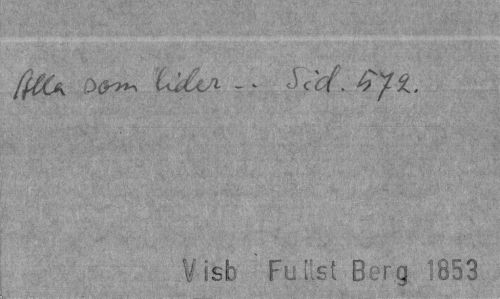 Alla som lider -- Sid. 572.
Visb Fullst Berg 1853